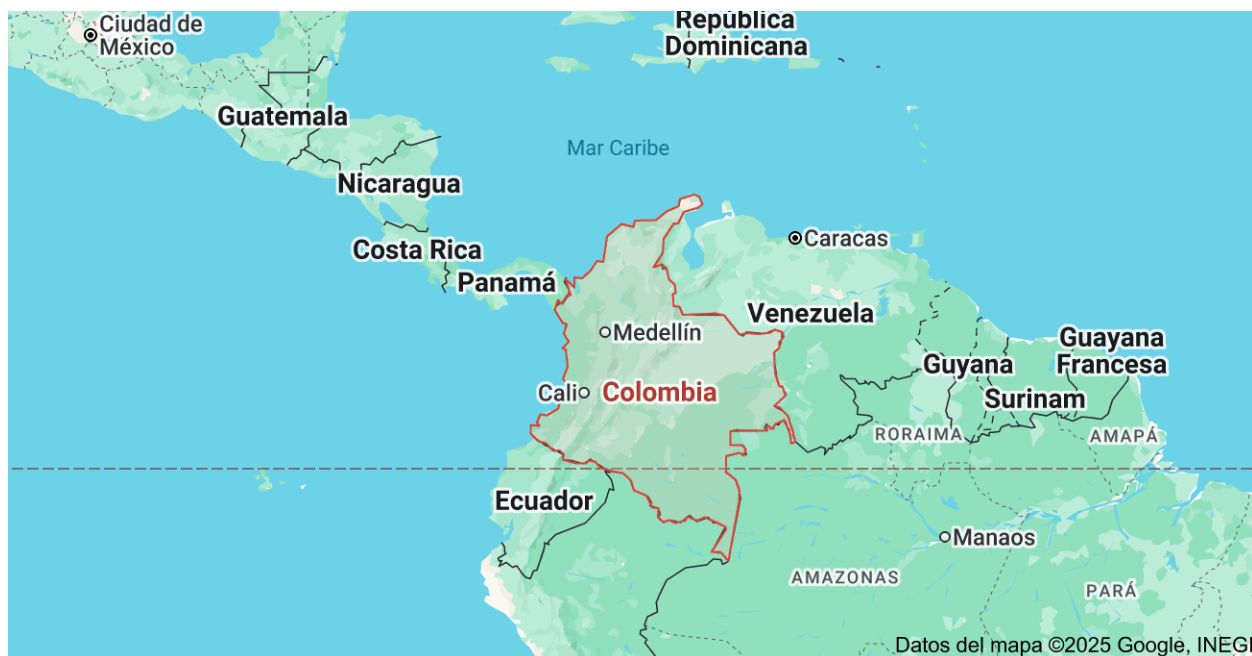 Ciudad de
México
República
Dominicana
Guatemala
Mar Caribe
Nicaragua
Costa Rica
Caracas
Panamá
Venezuela
Medellín
Guayana
Francesa
Guyana
Cali
Colombia
Surinam
RORAIMA
AMAPÁ
Ecuador
Manaos
AMAZONAS
PARÁ
Datos del mapa ©2025 Google, INEGI